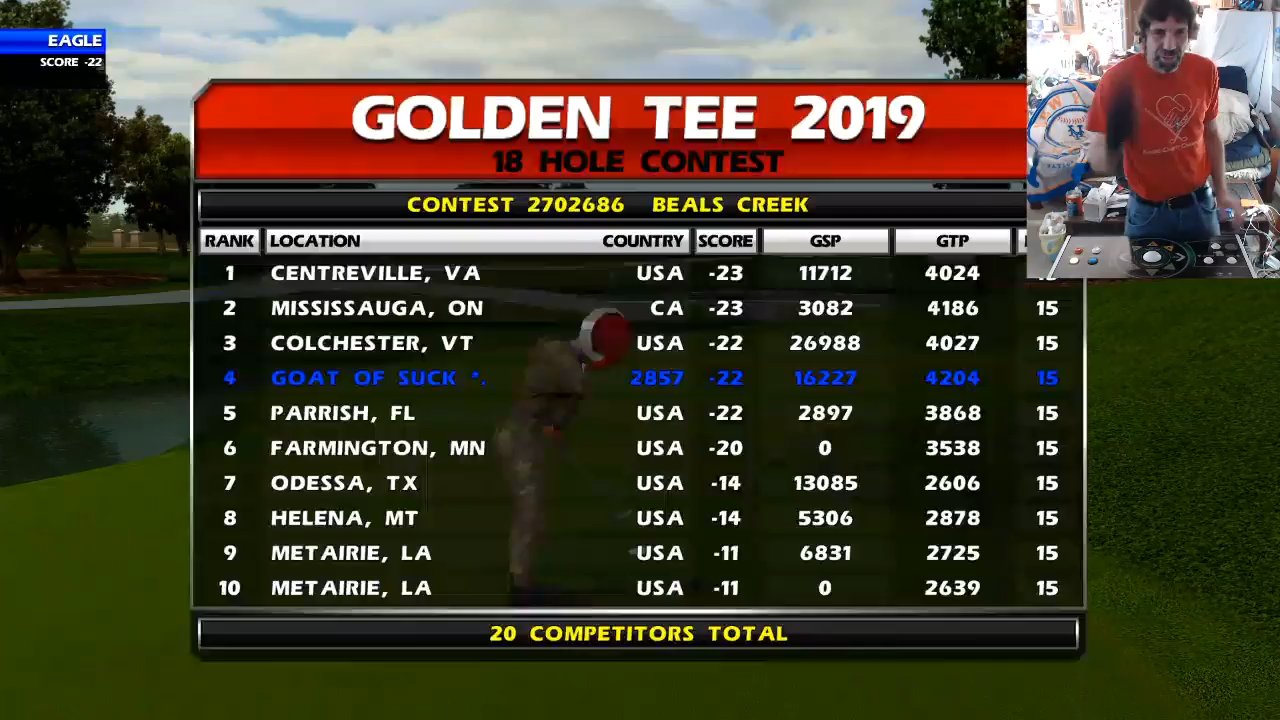 EAGLE
SCORE -22
GOLDEN TEE 2019
18 HOLE CONTEST
CONTEST 2702686 BEALS CREEK
RANK LOCATION COUNTRY SCORE GSP GTP
1 CENTREVILLE, VA USA -23 11712 4024
2 MISSISSAUGA, ON CA -23 3082 4186 15
3 COLCHESTER, VT USA -22 26988 4027 15
4 GOAT OF SUCK *. 2857 -22 16227 4204 15
5 PARRISH, FL USA -22 2897 3868 15
6 FARMINGTON, MN USA -20 0 3538 15
7 ODESSA, TX USA -14 13085 2606 15
8 HELENA, MT USA -14 5306 2878 15
9 METAIRIE, LA USA -11 6831 2725 15
10 METAIRIE, LA USA -11 0 2639 15
20 COMPETITORS TOTAL